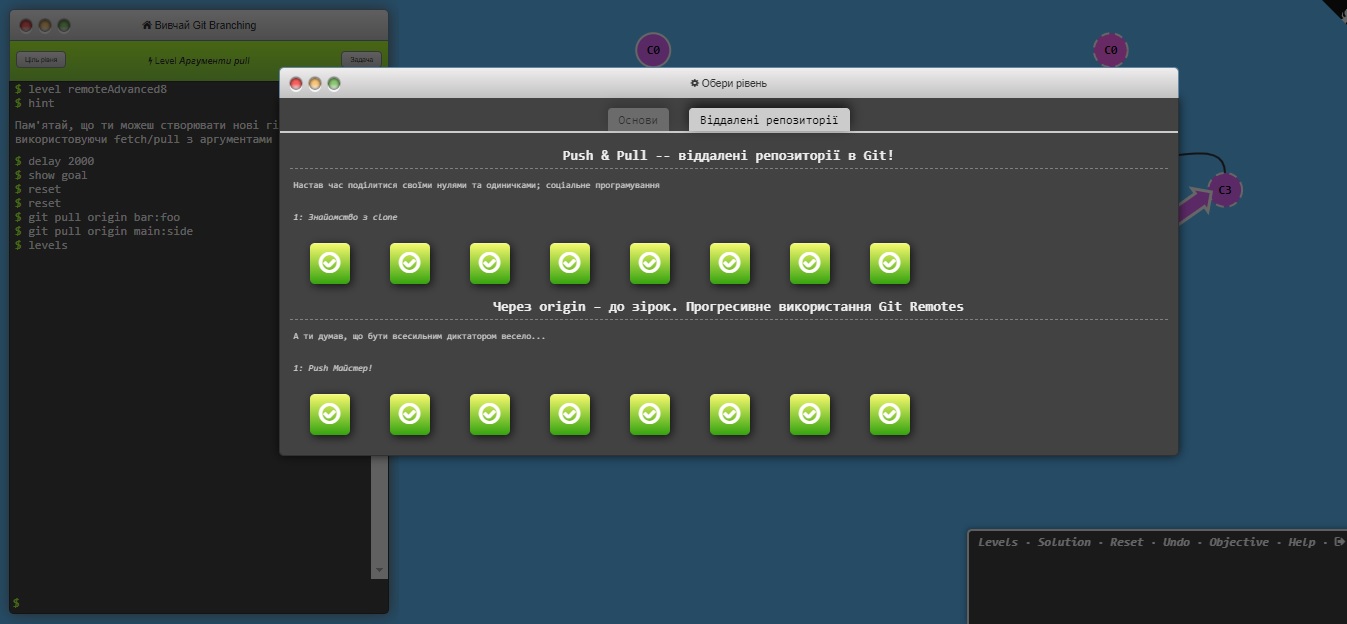 Вивчай Git Branching
Ціль рівня
Level Аргументи pull
Задача
$ level remoteAdvanced8
$ hint
Пам'ятай, що ти можеш створювати нові гі
використовуючи fetch/pull з аргументами
$ delay 2000
$ show goal
$ reset
$ reset
$ git pull origin bar:foo
$ git pull origin main:side
$ levels
$
C0
C0
C3
Обери рівень
Основи
Віддалені репозиторії
Push & Pull -- віддалені репозиторії в Git!
Настав час поділитися своїми нулями та одиничками; соціальне програмування
1: Знайомство з clone
Через origin – до зірок. Прогресивне використання Git Remotes
А ти думав, що бути всесильним диктатором весело...
1: Push Майстер!
Levels - Solution - Reset - Undo - Objective - Help -